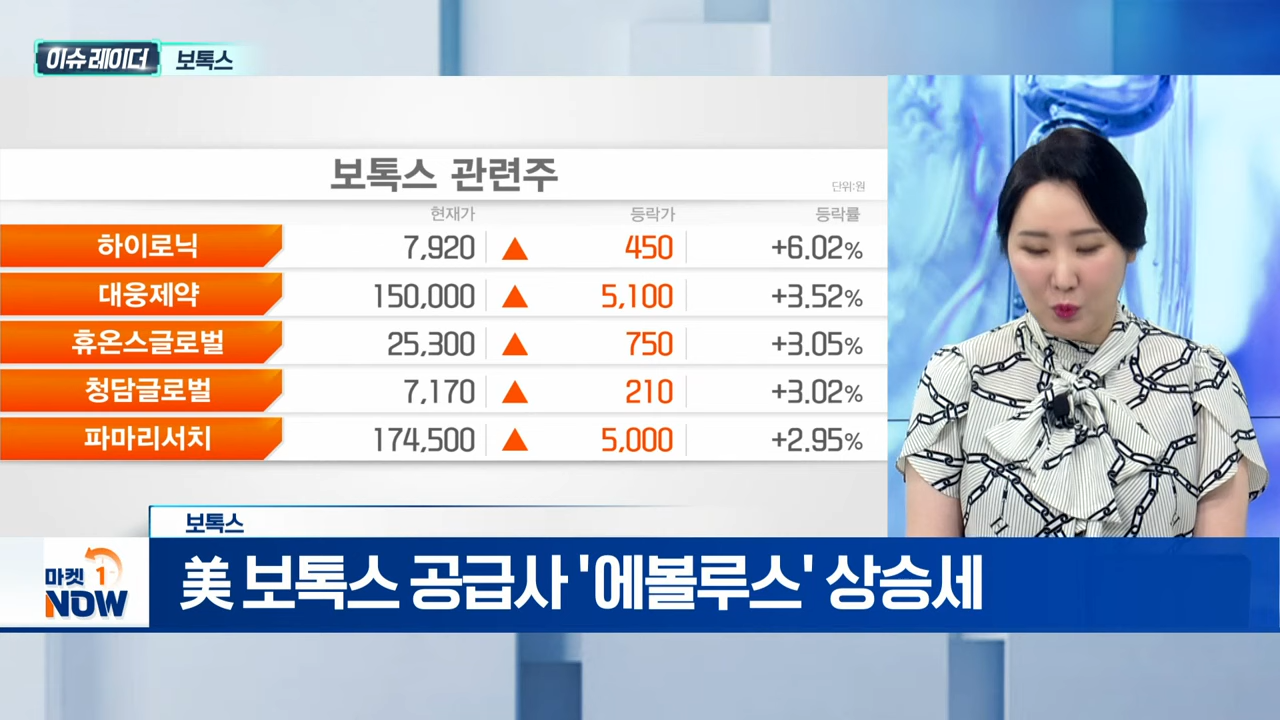 이슈 레이더 보톡스
보톡스 관련주
단위:원
현재가 등락가 등락률
하이로닉 7,920 ▲ 450 +6.02%
대웅제약 150,000 ▲ 5,100 +3.52%
휴온스글로벌 25,300 ▲ 750 +3.05%
청담글로벌 7,170 ▲ 210 +3.02%
파마리서치 174,500 ▲ 5,000 +2.95%
보톡스
마켓 1
NOW
美 보톡스 공급사 '에볼루스' 상승세